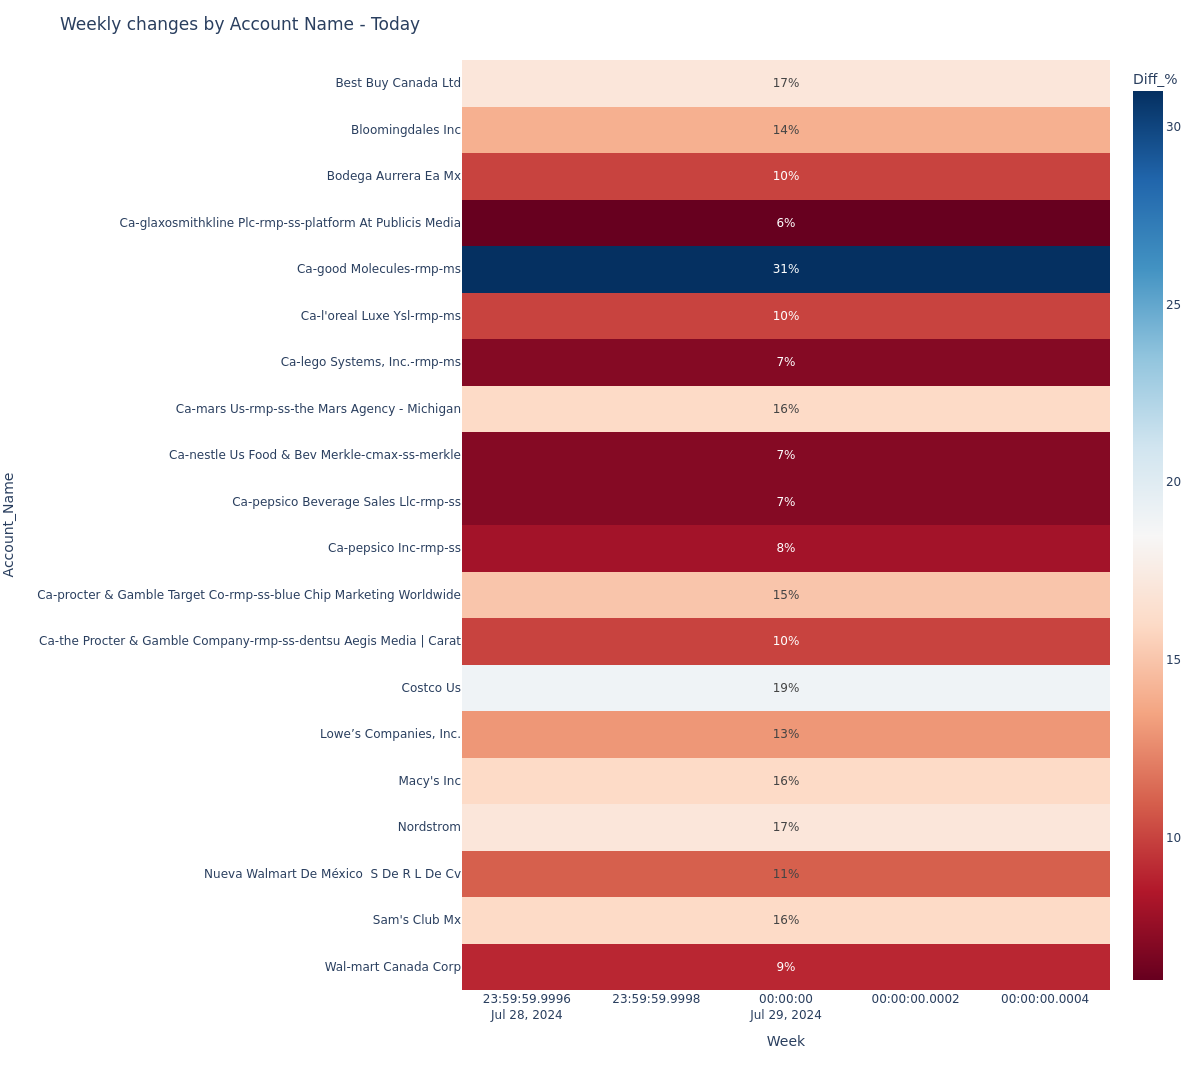 Weekly changes by Account Name - Today
Diff_%
Best Buy Canada Ltd 17%
30
Bloomingdales Inc 14%
Bodega Aurrera Ea Mx 10%
Ca-glaxosmithkline Plc-rmp-ss-platform At Publicis Media 6%
Ca-good Molecules-rmp-ms 31%
25
Ca-l'oreal Luxe Ysl-rmp-ms 10%
Ca-lego Systems, Inc.-rmp-ms 7%
Ca-mars Us-rmp-ss-the Mars Agency - Michigan 16%
Ca-nestle Us Food & Bev Merkle-cmax-ss-merkle 7%
20
Ca-pepsico Beverage Sales Llc-rmp-ss 7%
Account_Name
Ca-pepsico Inc-rmp-ss 8%
Ca-procter & Gamble Target Co-rmp-ss-blue Chip Marketing Worldwide 15%
Ca-the Procter & Gamble Company-rmp-ss-dentsu Aegis Media | Carat 10%
15
Costco Us 19%
Lowe’s Companies, Inc. 13%
Macy's Inc 16%
Nordstrom 17%
10
Nueva Walmart De México  S De R L De Cv 11%
Sam's Club Mx 16%
Wal-mart Canada Corp 9%
23:59:59.9996 23:59:59.9998 00:00:00 00:00:00.0002 00:00:00.0004
Jul 28, 2024 Jul 29, 2024
Week